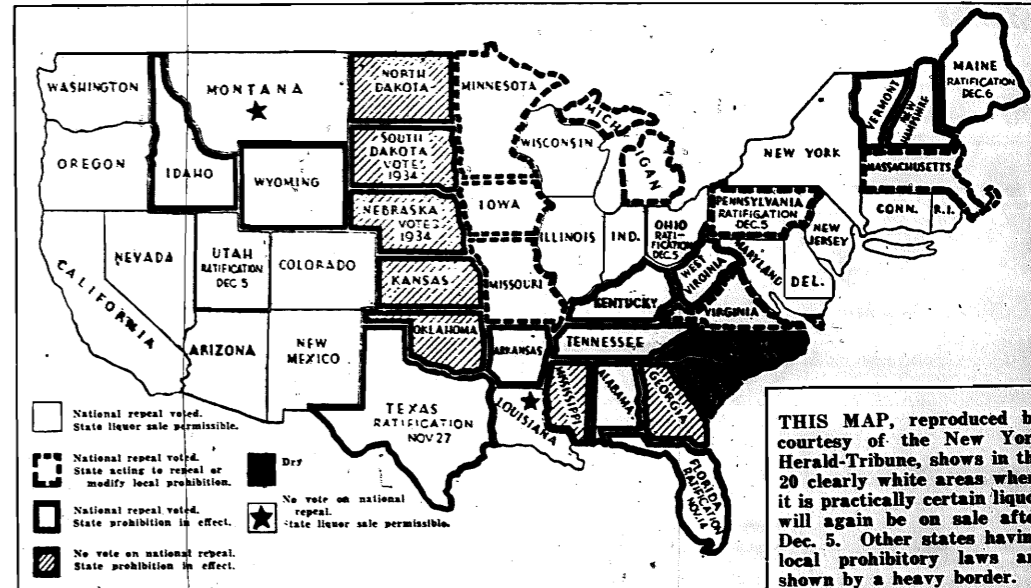 WASHINGTON
MONTANA
NORTH
DAKOTA
MINNESOTA
MAINE
RATIFICATION
DEC. 6
VERMONT
NEW
HAMPSHIRE
OREGON
IDAHO
WYOMING
SOUTH
DAKOTA
VOTES
1934
WISCONSIN
MICHIGAN
NEW YORK
MASSACHUSETTS
CONN.
R.I.
NEVADA
UTAH
RATIFICATION
DEC 5
COLORADO
NEBRASKA
VOTES
1934
IOWA
ILLINOIS
IND.
OHIO
RATI-
FICATION
DEC.5
PENNSYLVANIA
RATIFICATION
DEC.5
NEW
JERSEY
MARYLAND
DEL.
CALIFORNIA
KANSAS
MISSOURI
KENTUCKY
WEST
VIRGINIA
VIRGINIA
ARIZONA
NEW
MEXICO
OKLAHOMA
ARKANSAS
TENNESSEE
TEXAS
RATIFICATION
NOV 27
LOUISIANA
MISSISSIPPI
ALABAMA
GEORGIA
FLORIDA
RATIFICATION
NOV. 14
National repeal voted.
State liquor sale permissible.
National repeal voted.
State acting to repeal or
modify local prohibition.
National repeal voted.
State prohibition in effect.
No vote on national repeal.
State prohibition in effect.
Dry
No vote on national
repeal.
State liquor sale permissible.
THIS MAP, reproduced b
courtesy of the New Yor
Herald-Tribune, shows in th
20 clearly white areas wher
it is practically certain liquo
will again be on sale afte
Dec. 5. Other states havin
local prohibitory laws ar
shown by a heavy border.